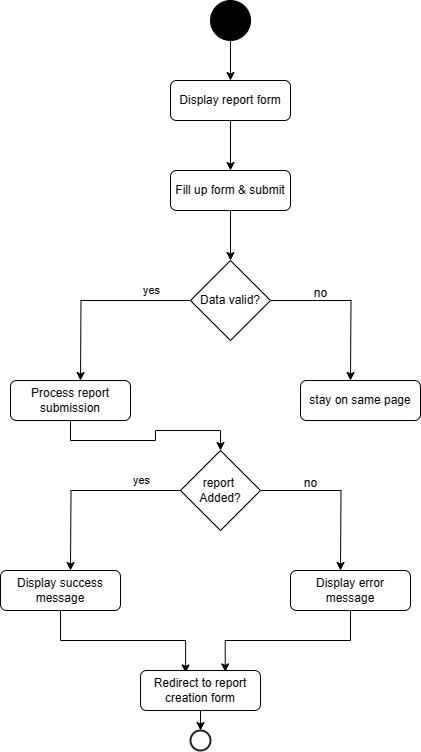 Display report form
Fill up form & submit
Data valid?
yes
no
Process report
submission
stay on same page
report
Added?
yes
no
Display success
message
Display error
message
Redirect to report
creation form